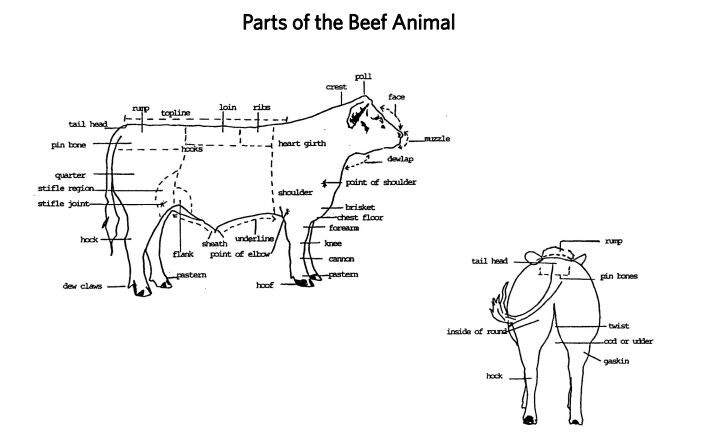 Parts of the Beef Animal
poll
crest
face
rump
topline
loin
ribs
tail head
muzzle
pin bone
hooks
heart girth
dewlap
quarter
point of shoulder
stifle region
shoulder
stifle joint
brisket
chest floor
forearm
hock
sheath
underline
knee
flank
point of elbow
cannon
pastern
pastern
dew claws
hoof
rump
tail head
pin bones
inside of round
twist
cod or udder
gaskin
hock